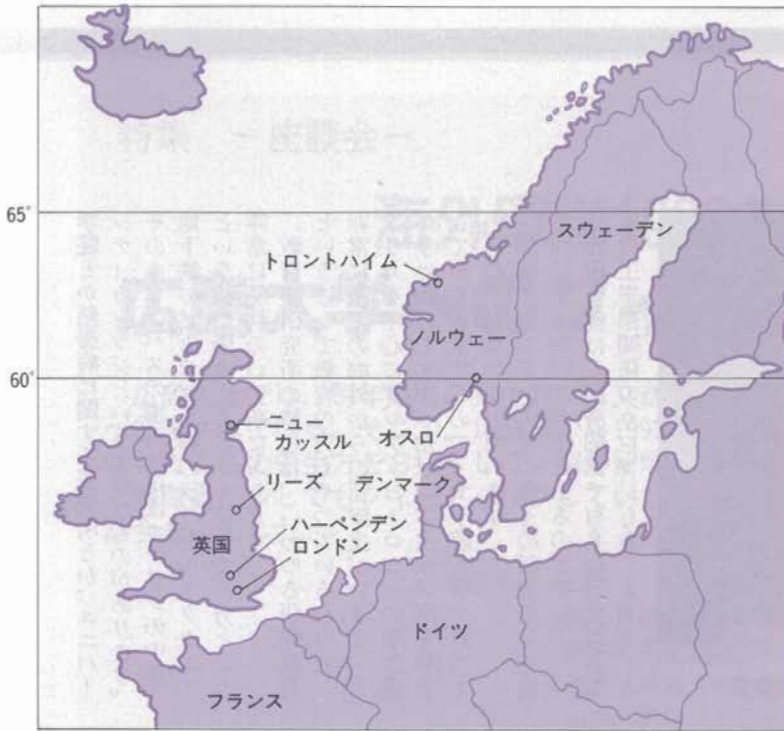 65°
スウェーデン
トロントハイム
ノルウェー
60°
ニュー
カッスル
オスロ
デンマーク
リーズ
ハーペンデン
英国
ロンドン
ドイツ
フランス